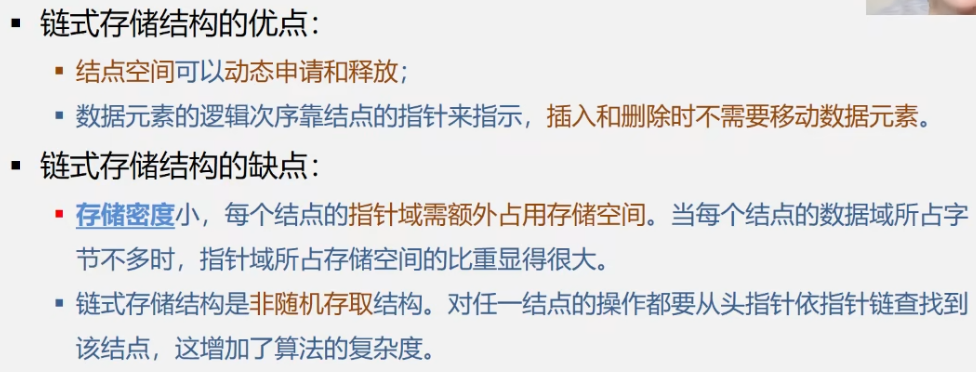 链式存储结构的优点：
结点空间可以动态申请和释放；
数据元素的逻辑次序靠结点的指针来指示，插入和删除时不需要移动数据元素。
链式存储结构的缺点：
存储密度小，每个结点的指针域需额外占用存储空间。当每个结点的数据域所占字
节不多时，指针域所占存储空间的比重显得很大。
链式存储结构是非随机存取结构。对任一结点的操作都要从头指针依指针链查找到
该结点，这增加了算法的复杂度。